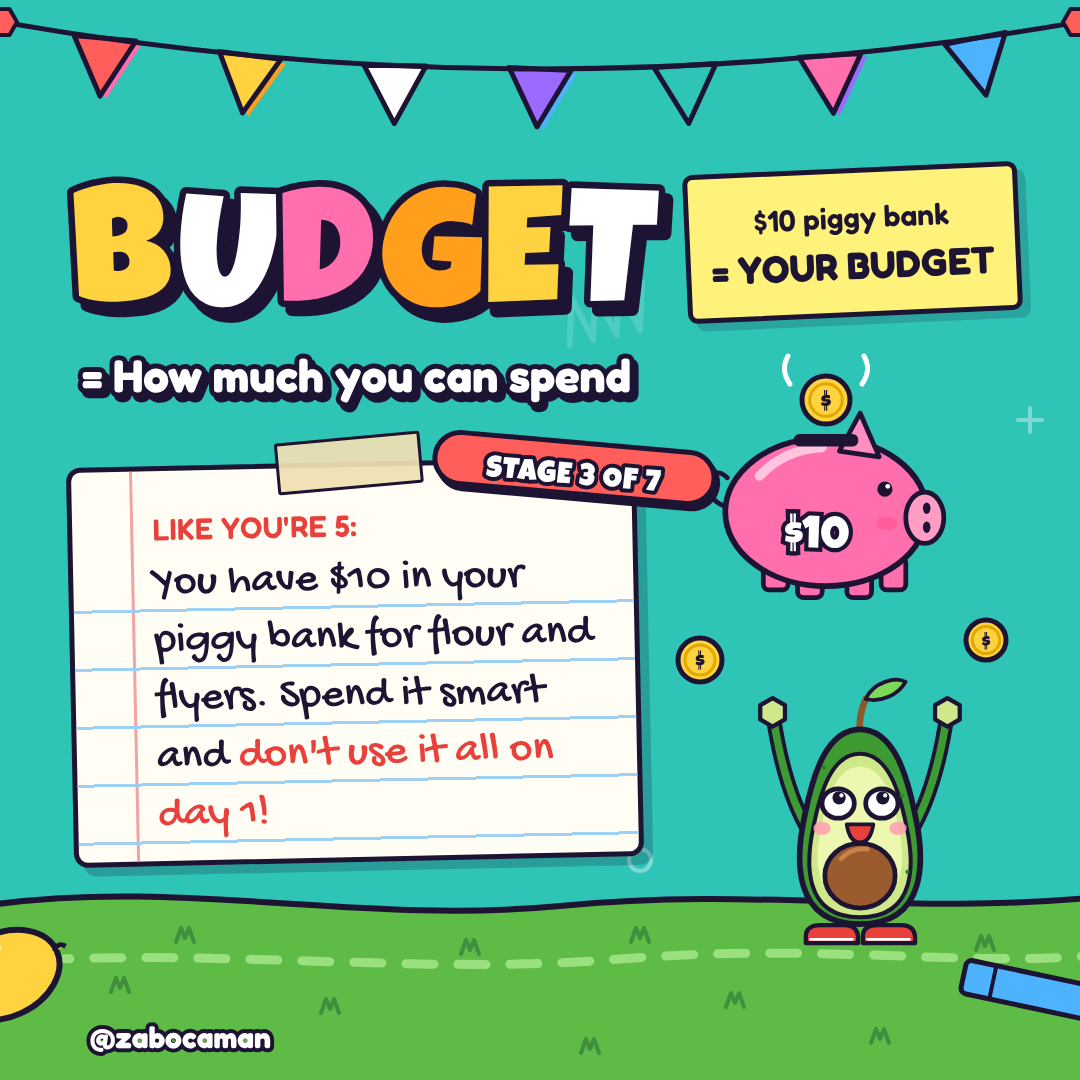 BUDGET
$10 piggy bank
= YOUR BUDGET
= How much you can spend
STAGE 3 OF 7
$
$10
LIKE YOU'RE 5:
You have $10 in your
piggy bank for flour and
flyers. Spend it smart
and don't use it all on
day 1!
$
$
@zabocaman